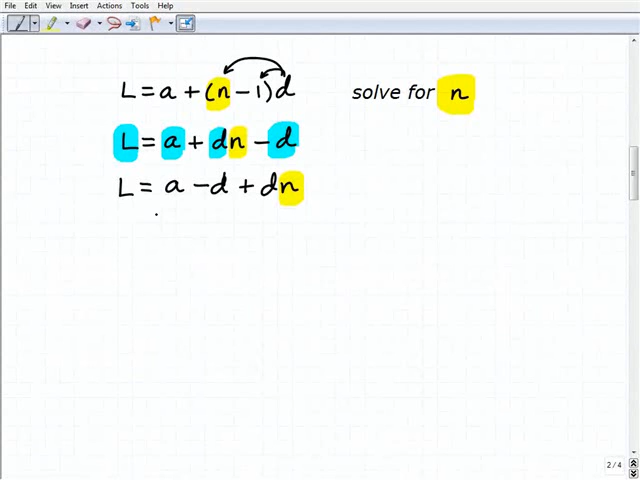 File Edit View Insert Actions Tools Help
L = a + (n - 1)d solve for n
L = a + dn - d
L = a - d + dn
2 / 4